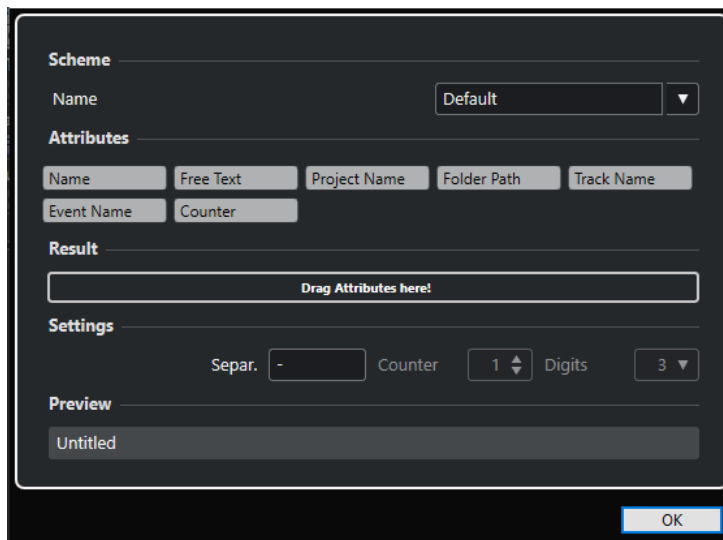 Scheme
Name Default
Attributes
Name Free Text Project Name Folder Path Track Name
Event Name Counter
Result
Drag Attributes here!
Settings
Separ. - Counter 1 Digits 3
Preview
Untitled
OK